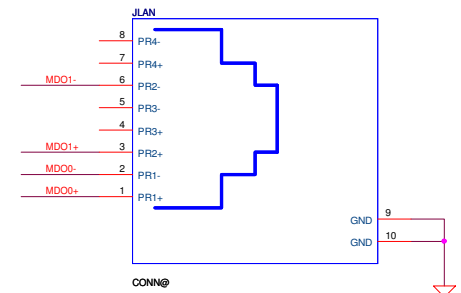 JLAN
8 PR4-
7 PR4+
MDO1- 6 PR2-
5 PR3-
4 PR3+
MDO1+ 3 PR2+
MDO0- 2 PR1-
MDO0+ 1 PR1+
GND 9
GND 10
CONN@